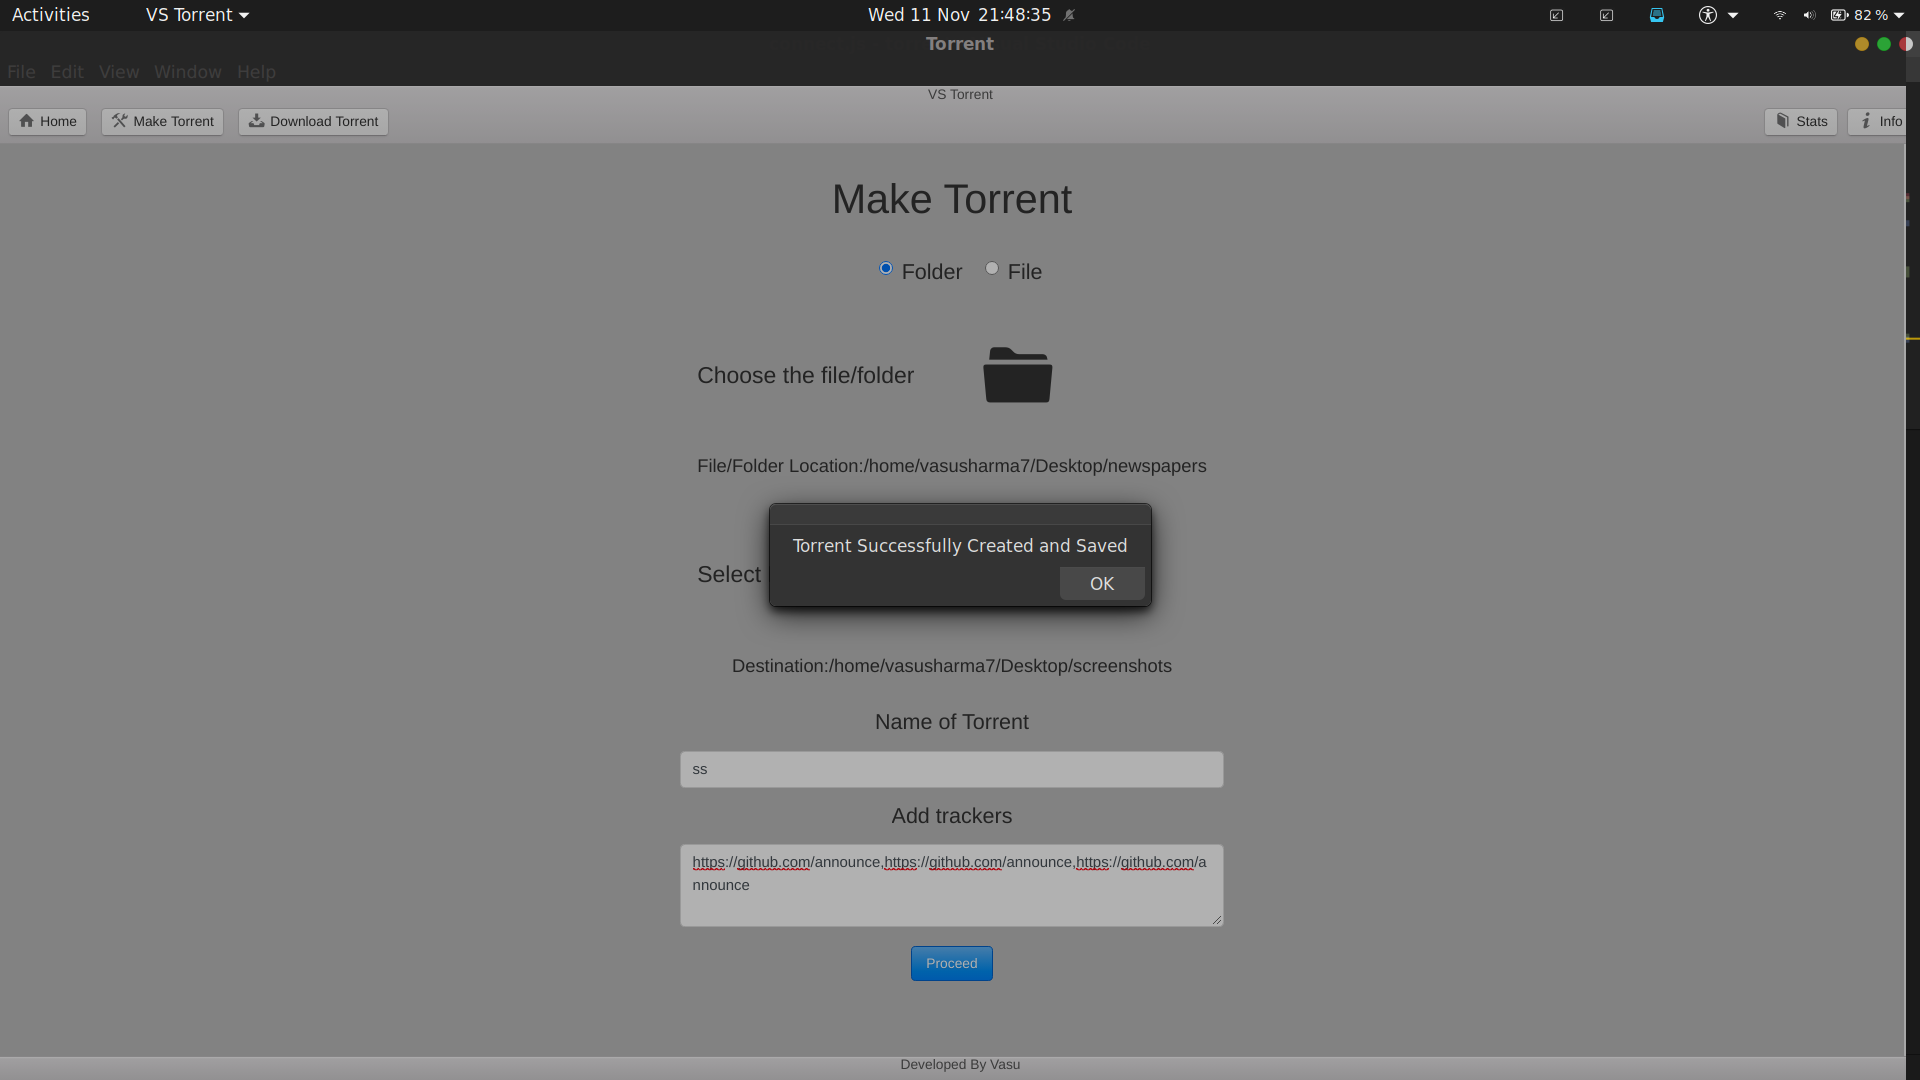 Activities VS Torrent Wed 11 Nov 21:48:35 82 %
Torrent
File Edit View Window Help
VS Torrent
Home Make Torrent Download Torrent Stats Info
Make Torrent
Folder File
Choose the file/folder
File/Folder Location:/home/vasusharma7/Desktop/newspapers
Torrent Successfully Created and Saved
Select
OK
Destination:/home/vasusharma7/Desktop/screenshots
Name of Torrent
ss
Add trackers
https://github.com/announce,https://github.com/announce,https://github.com/a
nnounce
Proceed
Developed By Vasu